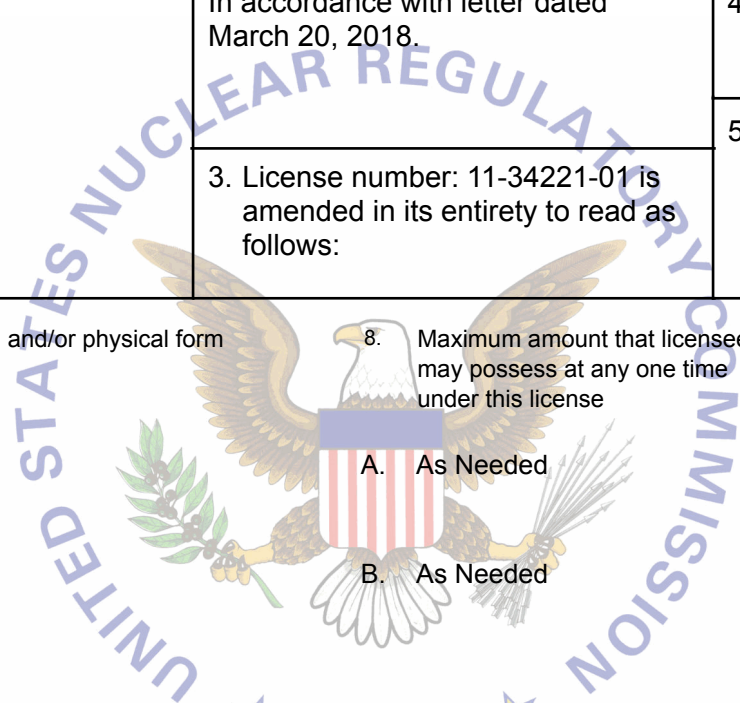 In accordance with letter dated
March 20, 2018.
4
5
3. License number: 11-34221-01 is
amended in its entirety to read as
follows:
and/or physical form
8. Maximum amount that licensee
may possess at any one time
under this license
A. As Needed
B. As Needed
UNITED STATES NUCLEAR REGULATORY COMMISSION